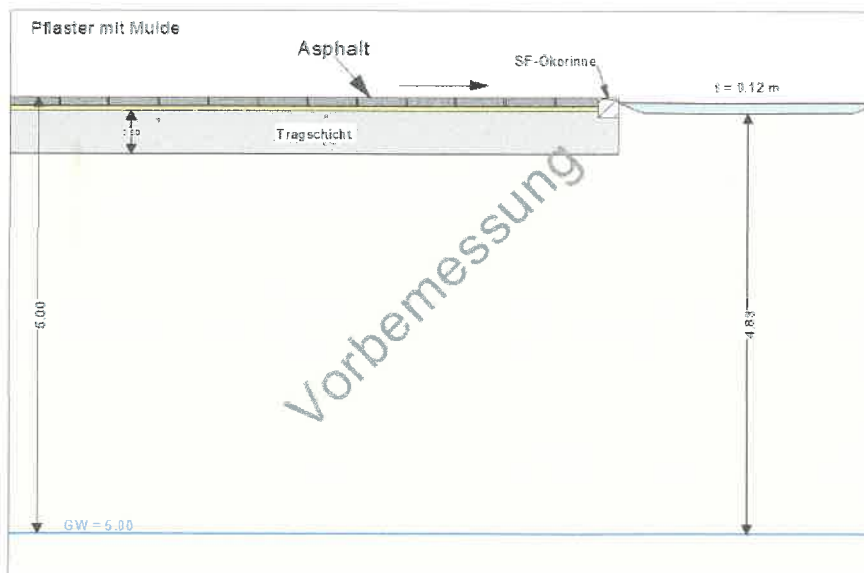 Pflaster mit Mulde
Asphalt
SF-Ökorinne
t = 0.12 m
Tragschicht
Vorbemessung
5.00
4.88
GW = 5.00